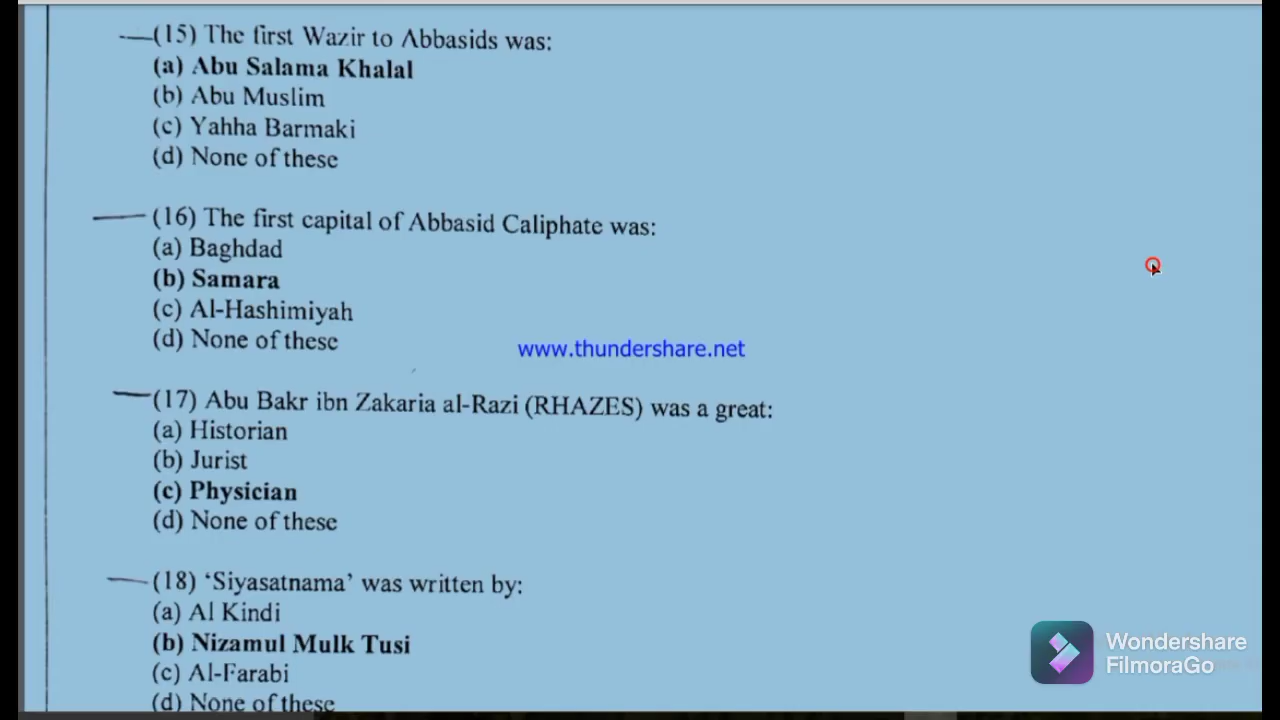 (15) The first Wazir to Abbasids was:
(a) Abu Salama Khalal
(b) Abu Muslim
(c) Yahha Barmaki
(d) None of these
(16) The first capital of Abbasid Caliphate was:
(a) Baghdad
(b) Samara
(c) Al-Hashimiyah
(d) None of these
www.thundershare.net
(17) Abu Bakr ibn Zakaria al-Razi (RHAZES) was a great:
(a) Historian
(b) Jurist
(c) Physician
(d) None of these
(18) ‘Siyasatnama’ was written by:
(a) Al Kindi
(b) Nizamul Mulk Tusi
(c) Al-Farabi
(d) None of these
Wondershare
FilmoraGo